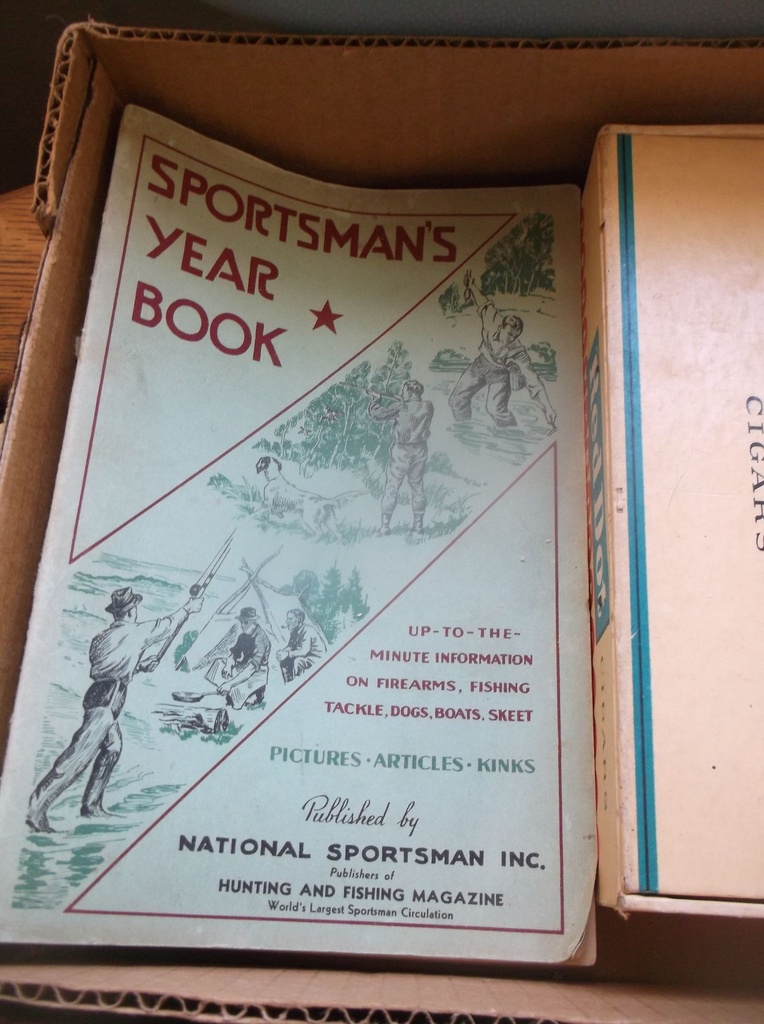 SPORTSMAN'S
YEAR
BOOK
UP-TO-THE-
MINUTE INFORMATION
ON FIREARMS, FISHING
TACKLE, DOGS, BOATS, SKEET
PICTURES · ARTICLES · KINKS
Published by
NATIONAL SPORTSMAN INC.
Publishers of
HUNTING AND FISHING MAGAZINE
World's Largest Sportsman Circulation
CIGARS